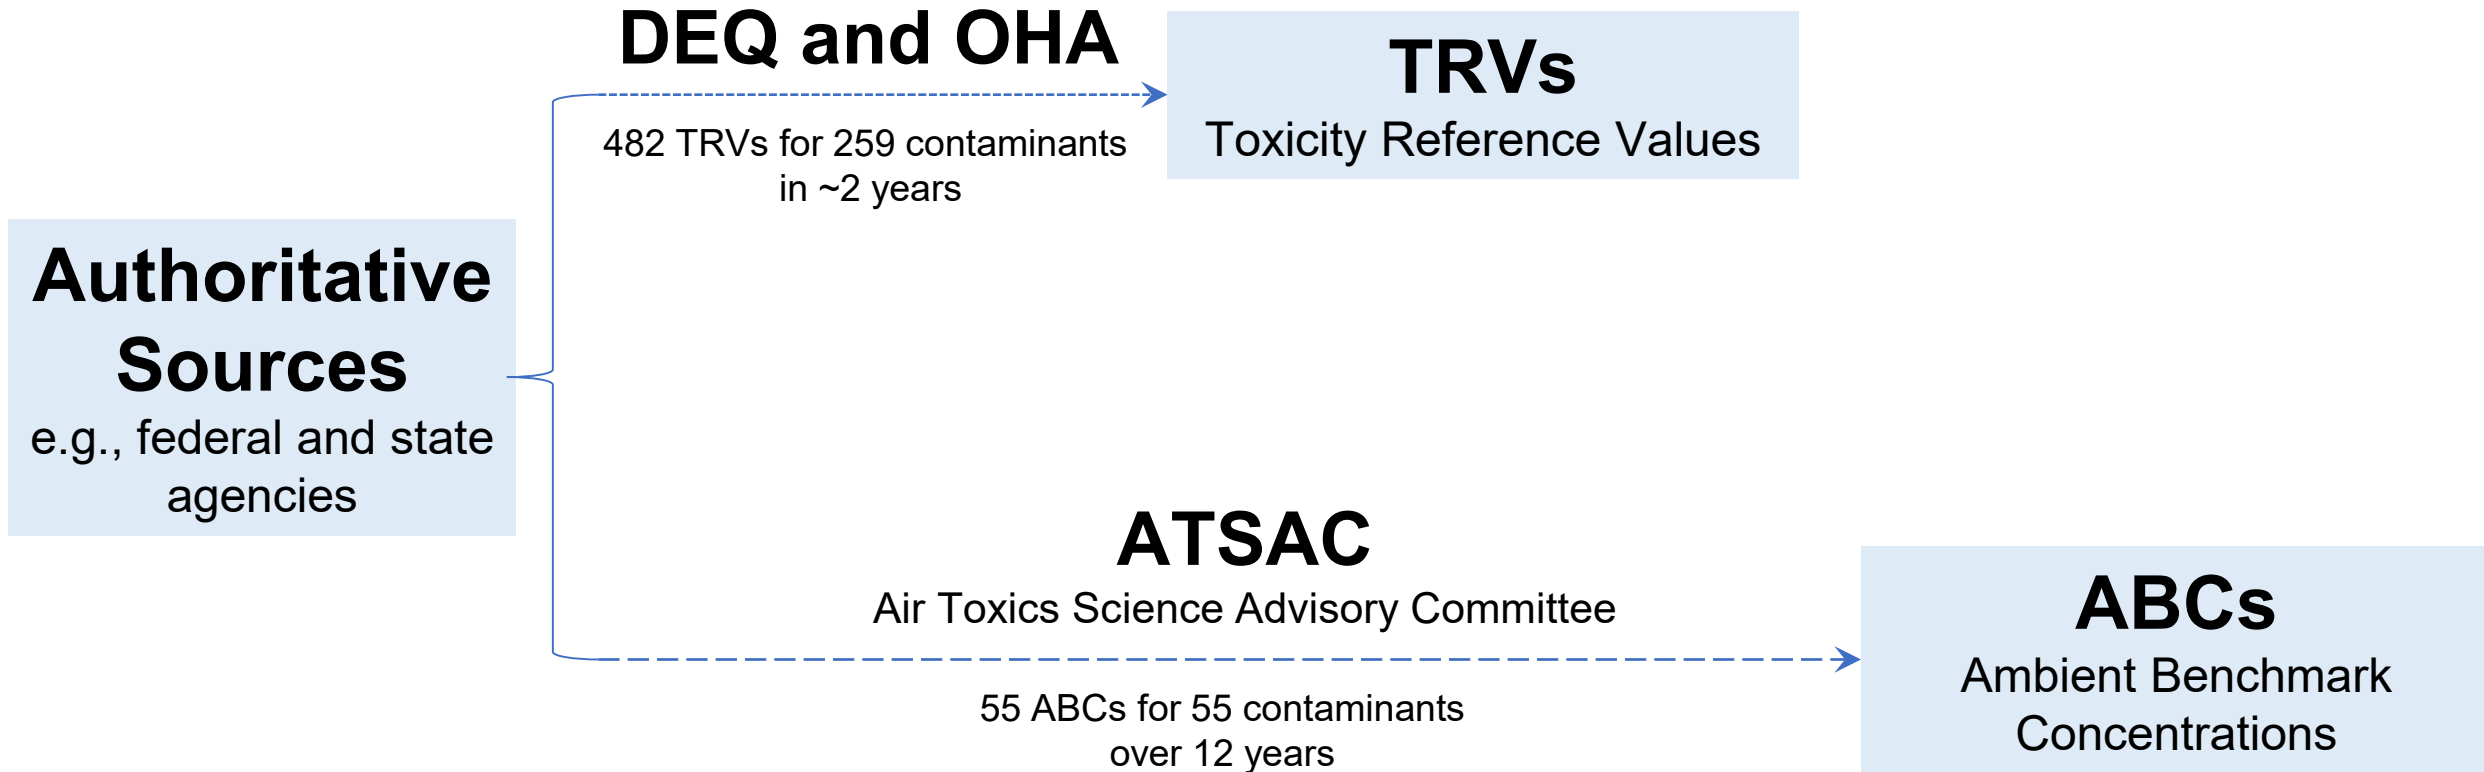 DEQ and OHA
482 TRVs for 259 contaminants
in ~2 years
TRVs
Toxicity Reference Values
Authoritative
Sources
e.g., federal and state
agencies
ATSAC
Air Toxics Science Advisory Committee
55 ABCs for 55 contaminants
over 12 years
ABCs
Ambient Benchmark
Concentrations